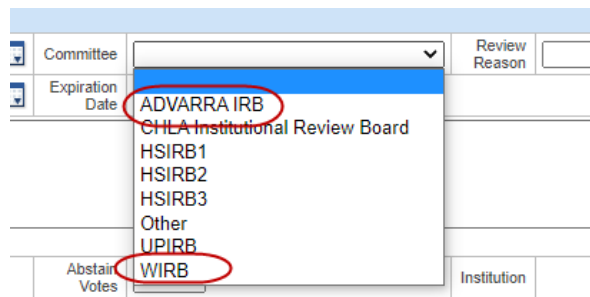 Committee
Review
Reason
Expiration
Date
ADVARRA IRB
CHLA Institutional Review Board
HSIRB1
HSIRB2
HSIRB3
Other
UPIRB
WIRB
Abstain
Votes
Institution